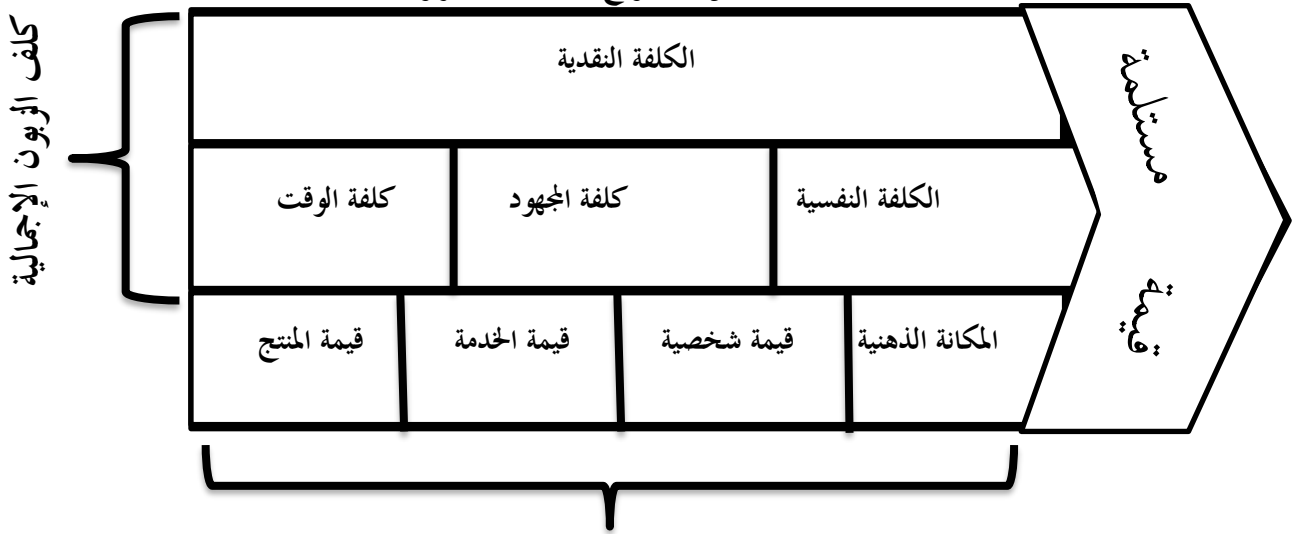 الكلفة النقدية
الكلفة النفسية
كلفة المجهود
كلفة الوقت
المكانة الذهنية
قيمة شخصية
قيمة الخدمة
قيمة المنتج
قيمة مستلمة
كلف الزبون الإجمالية